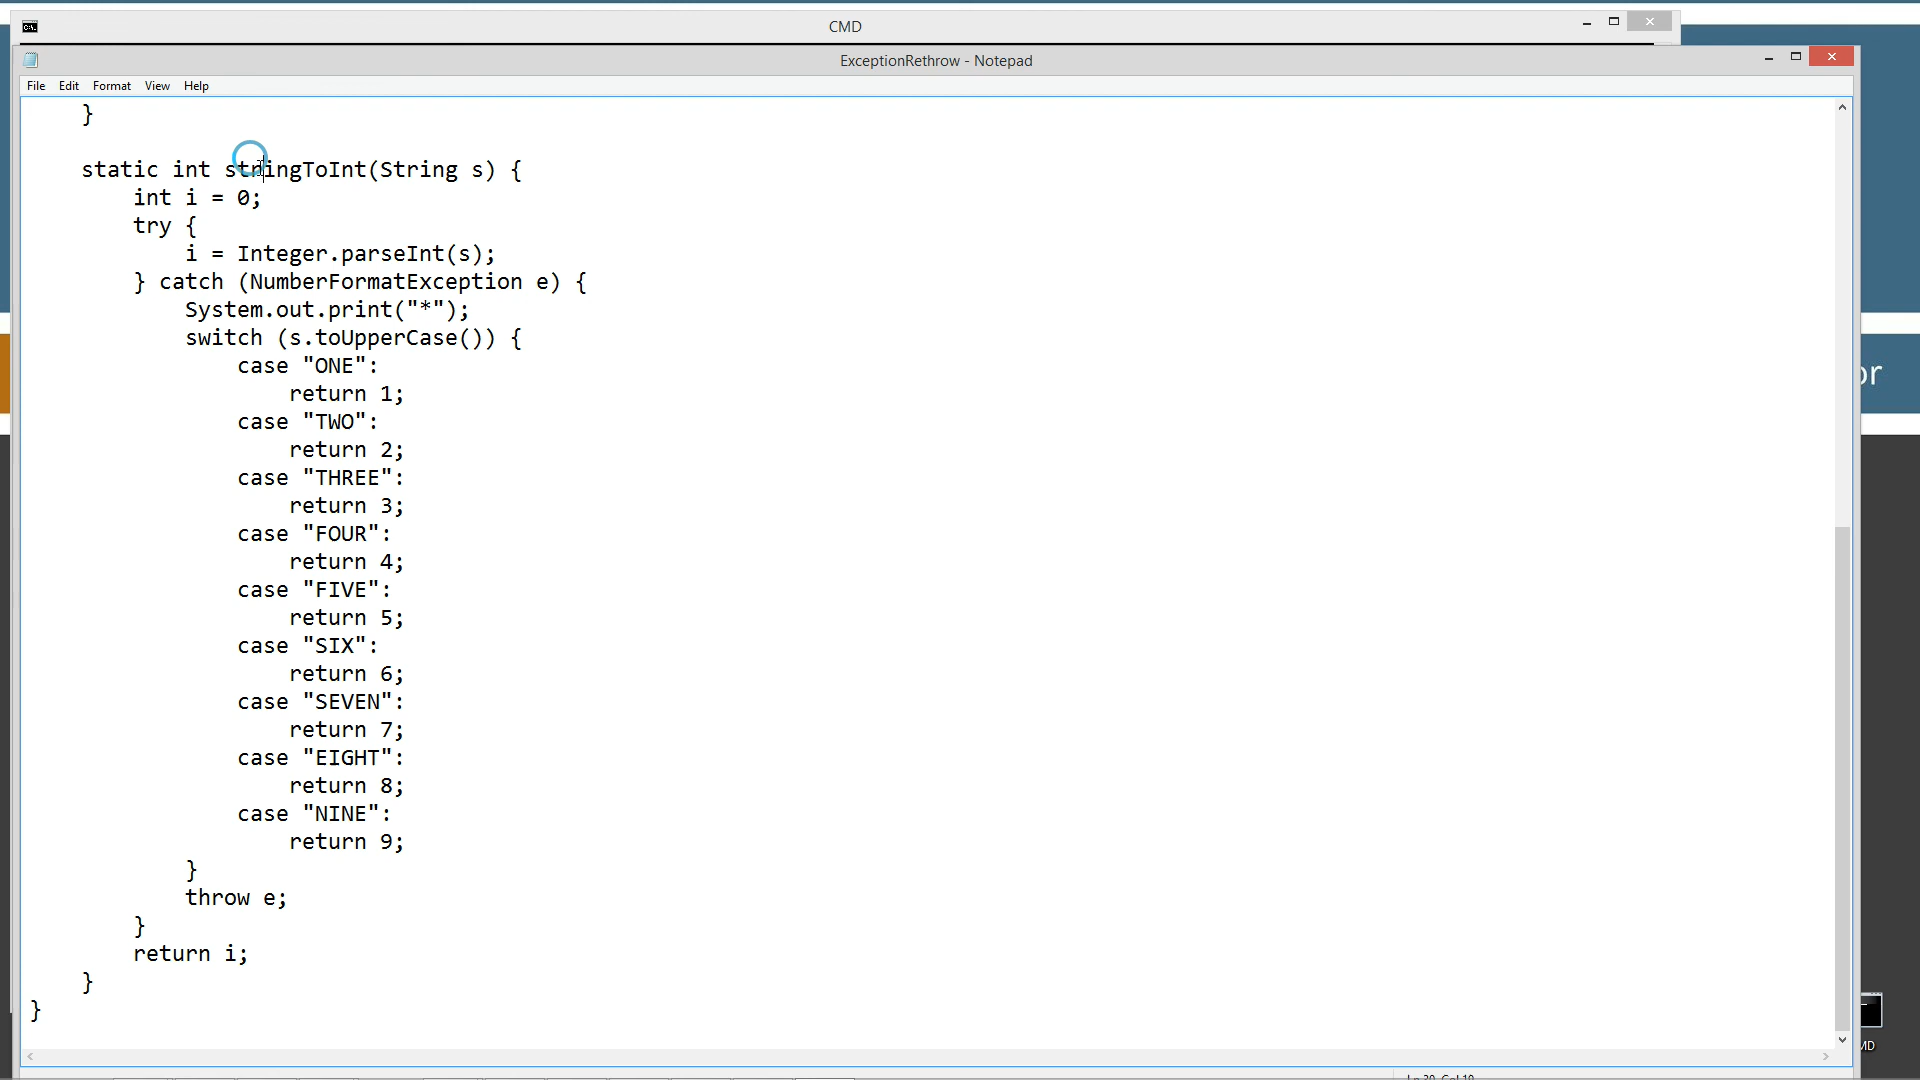 CMD
ExceptionRethrow - Notepad
File Edit Format View Help
}
static int stringToInt(String s) {
int i = 0;
try {
i = Integer.parseInt(s);
} catch (NumberFormatException e) {
System.out.print("*");
switch (s.toUpperCase()) {
case "ONE":
return 1;
case "TWO":
return 2;
case "THREE":
return 3;
case "FOUR":
return 4;
case "FIVE":
return 5;
case "SIX":
return 6;
case "SEVEN":
return 7;
case "EIGHT":
return 8;
case "NINE":
return 9;
}
throw e;
}
return i;
}
}
or
MD